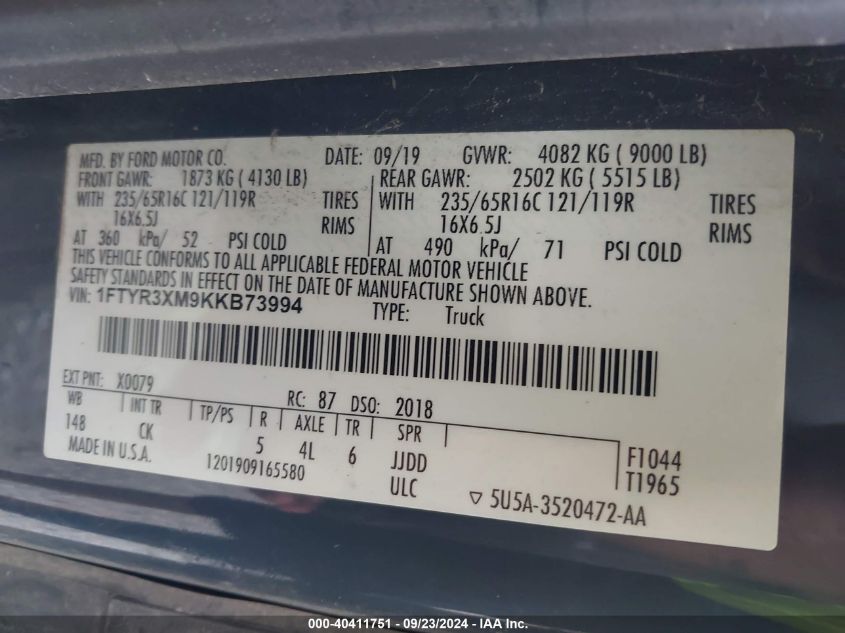 MFD. BY FORD MOTOR CO. DATE: 09/19 GVWR: 4082 KG ( 9000 LB)
FRONT GAWR: 1873 KG ( 4130 LB) REAR GAWR: 2502 KG ( 5515 LB)
WITH 235/65R16C 121/119R TIRES WITH 235/65R16C 121/119R TIRES
16X6.5J RIMS 16X6.5J RIMS
AT 360 kPa/ 52 PSI COLD AT 490 kPa/ 71 PSI COLD
THIS VEHICLE CONFORMS TO ALL APPLICABLE FEDERAL MOTOR VEHICLE
SAFETY STANDARDS IN EFFECT ON THE DATE OF MANUFACTURE SHOWN ABOVE.
VIN: 1FTYR3XM9KKB73994 TYPE: Truck
EXT PNT: X0079 RC: 87 DSO: 2018
WB INT TR TP/PS R AXLE TR SPR
148 CK 5 4L 6 JJDD F1044
MADE IN U.S.A. 1201909165580 ULC T1965
▽ 5U5A-3520472-AA
000-40411751 - 09/23/2024 - IAA Inc.